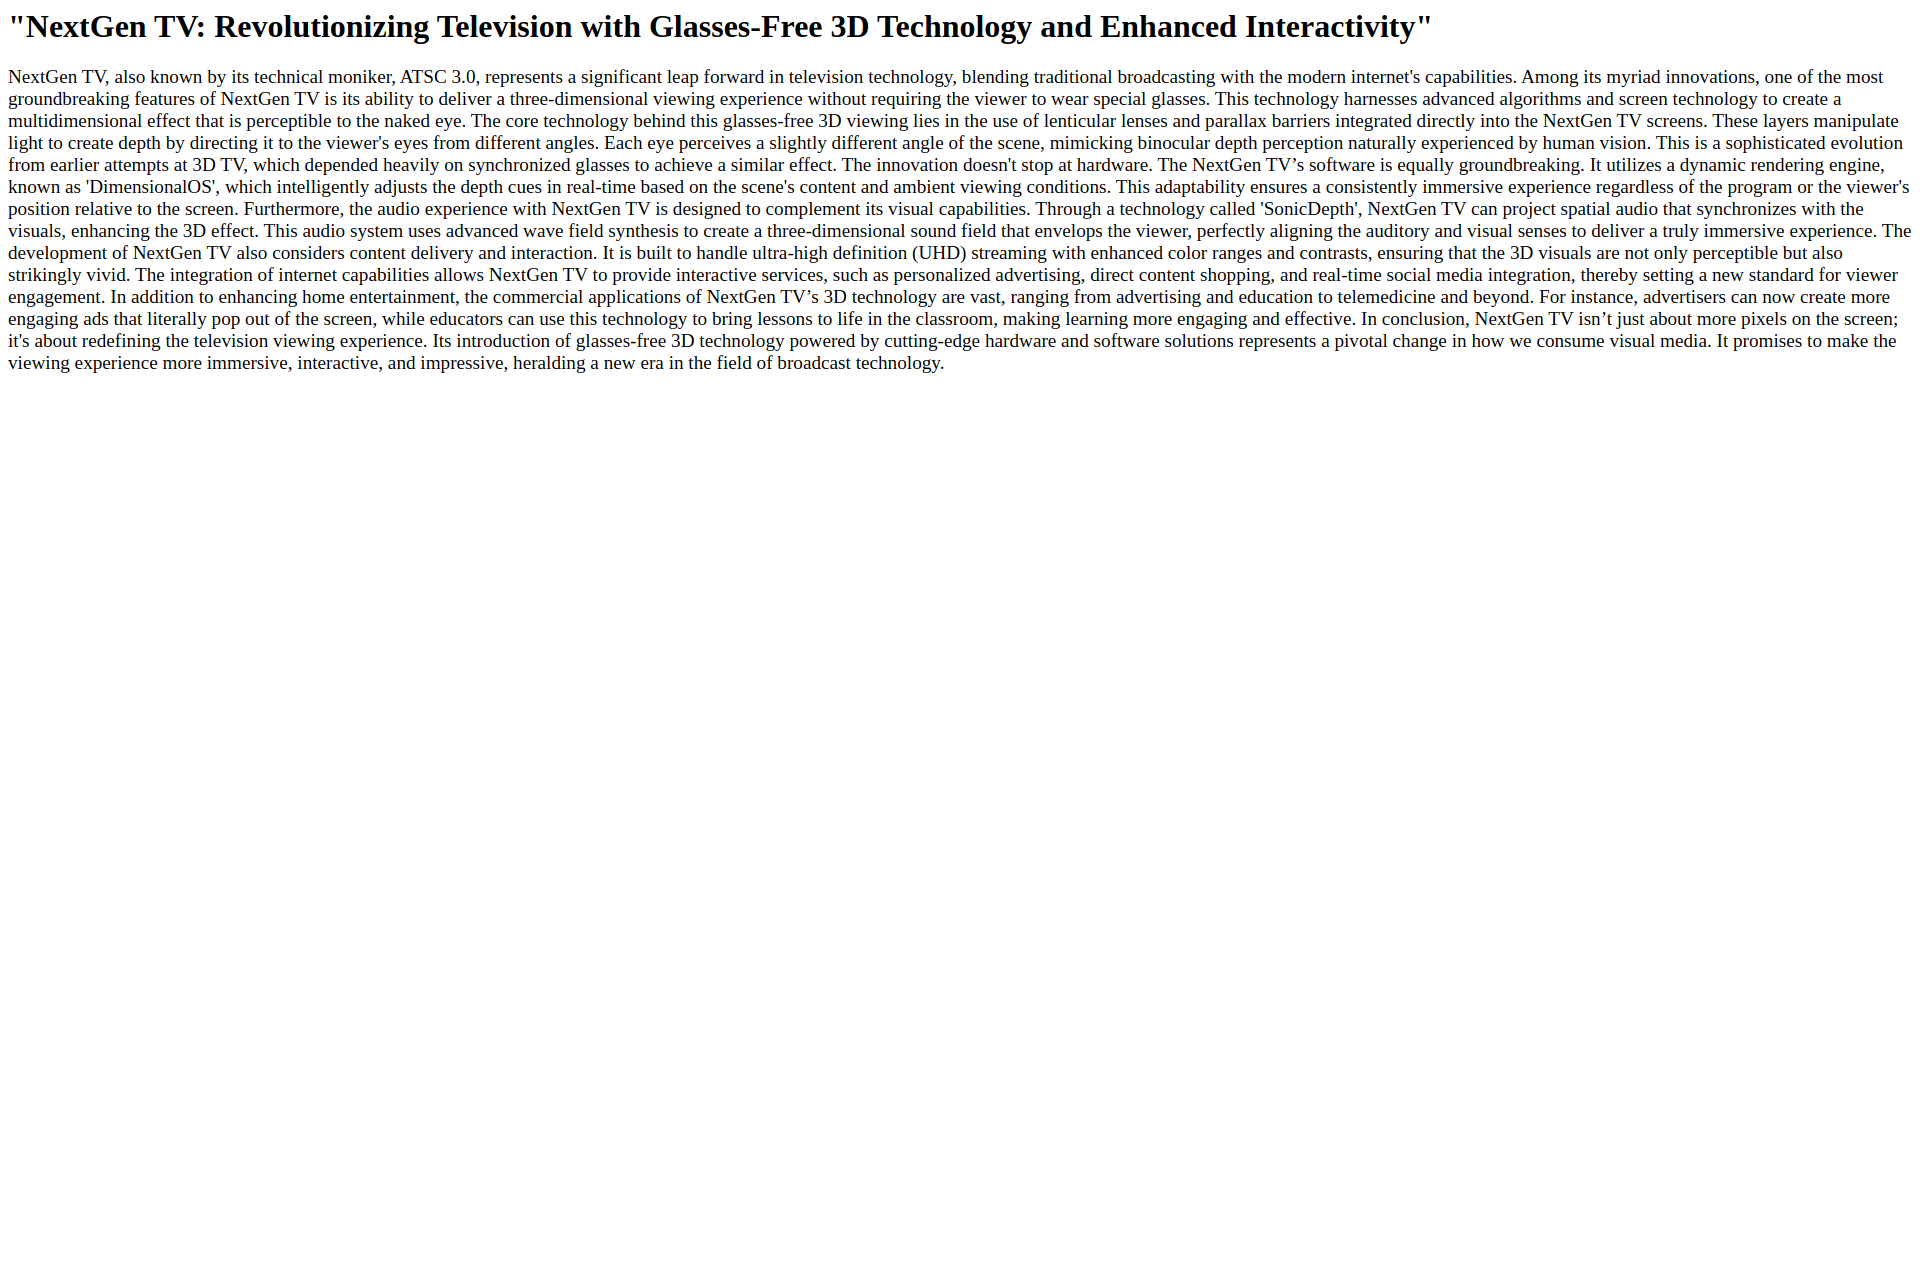 "NextGen TV: Revolutionizing Television with Glasses-Free 3D Technology and Enhanced Interactivity"
NextGen TV, also known by its technical moniker, ATSC 3.0, represents a significant leap forward in television technology, blending traditional broadcasting with the modern internet's capabilities. Among its myriad innovations, one of the most
groundbreaking features of NextGen TV is its ability to deliver a three-dimensional viewing experience without requiring the viewer to wear special glasses. This technology harnesses advanced algorithms and screen technology to create a
multidimensional effect that is perceptible to the naked eye. The core technology behind this glasses-free 3D viewing lies in the use of lenticular lenses and parallax barriers integrated directly into the NextGen TV screens. These layers manipulate
light to create depth by directing it to the viewer's eyes from different angles. Each eye perceives a slightly different angle of the scene, mimicking binocular depth perception naturally experienced by human vision. This is a sophisticated evolution
from earlier attempts at 3D TV, which depended heavily on synchronized glasses to achieve a similar effect. The innovation doesn't stop at hardware. The NextGen TV’s software is equally groundbreaking. It utilizes a dynamic rendering engine,
known as 'DimensionalOS', which intelligently adjusts the depth cues in real-time based on the scene's content and ambient viewing conditions. This adaptability ensures a consistently immersive experience regardless of the program or the viewer's
position relative to the screen. Furthermore, the audio experience with NextGen TV is designed to complement its visual capabilities. Through a technology called 'SonicDepth', NextGen TV can project spatial audio that synchronizes with the
visuals, enhancing the 3D effect. This audio system uses advanced wave field synthesis to create a three-dimensional sound field that envelops the viewer, perfectly aligning the auditory and visual senses to deliver a truly immersive experience. The
development of NextGen TV also considers content delivery and interaction. It is built to handle ultra-high definition (UHD) streaming with enhanced color ranges and contrasts, ensuring that the 3D visuals are not only perceptible but also
strikingly vivid. The integration of internet capabilities allows NextGen TV to provide interactive services, such as personalized advertising, direct content shopping, and real-time social media integration, thereby setting a new standard for viewer
engagement. In addition to enhancing home entertainment, the commercial applications of NextGen TV’s 3D technology are vast, ranging from advertising and education to telemedicine and beyond. For instance, advertisers can now create more
engaging ads that literally pop out of the screen, while educators can use this technology to bring lessons to life in the classroom, making learning more engaging and effective. In conclusion, NextGen TV isn’t just about more pixels on the screen;
it's about redefining the television viewing experience. Its introduction of glasses-free 3D technology powered by cutting-edge hardware and software solutions represents a pivotal change in how we consume visual media. It promises to make the
viewing experience more immersive, interactive, and impressive, heralding a new era in the field of broadcast technology.